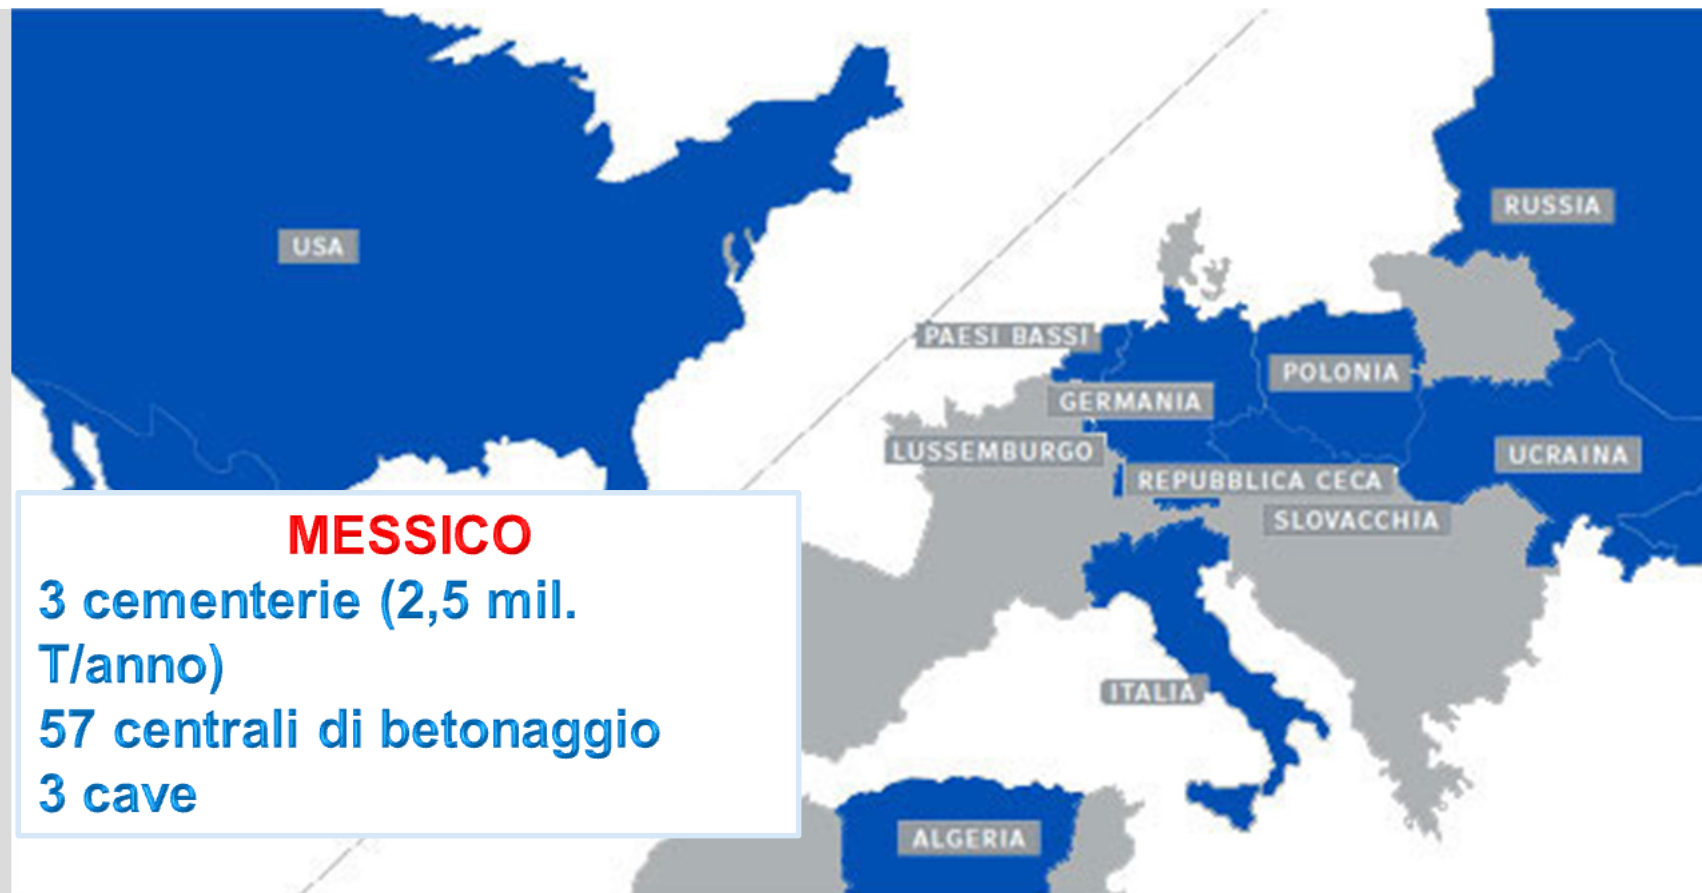 USA
RUSSIA
PAESI BASSI
POLONIA
GERMANIA
LUSSEMBURGO
UCRAINA
REPUBBLICA CECA
SLOVACCHIA
MESSICO
3 cementerie (2,5 mil.
T/anno)
57 centrali di betonaggio
3 cave
ITALIA
ALGERIA